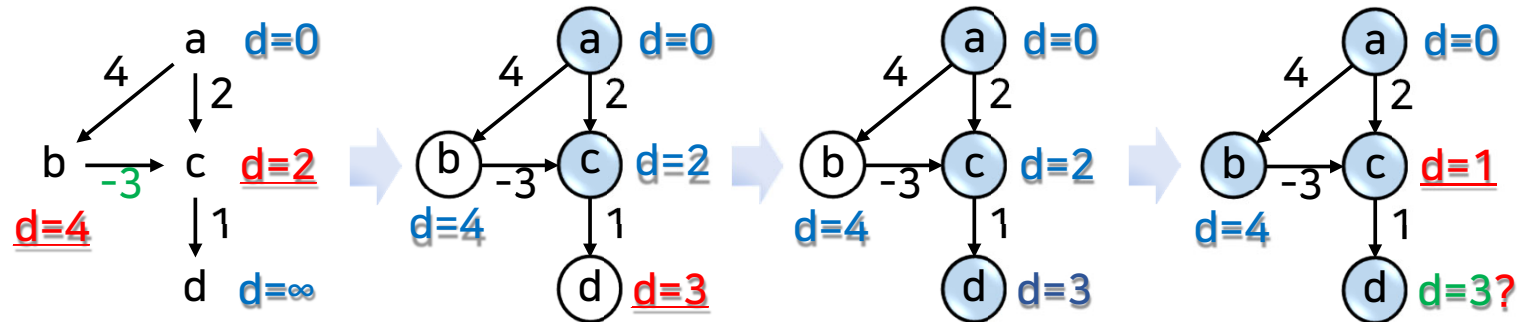 a d=0
4 2
b -3 c d=2
d=4 1
d d=∞
a d=0
4 2
b -3 c d=2
d=4 1
d d=3
a d=0
4 2
b -3 c d=2
d=4 1
d d=3
a d=0
4 2
b -3 c d=1
d=4 1
d d=3?